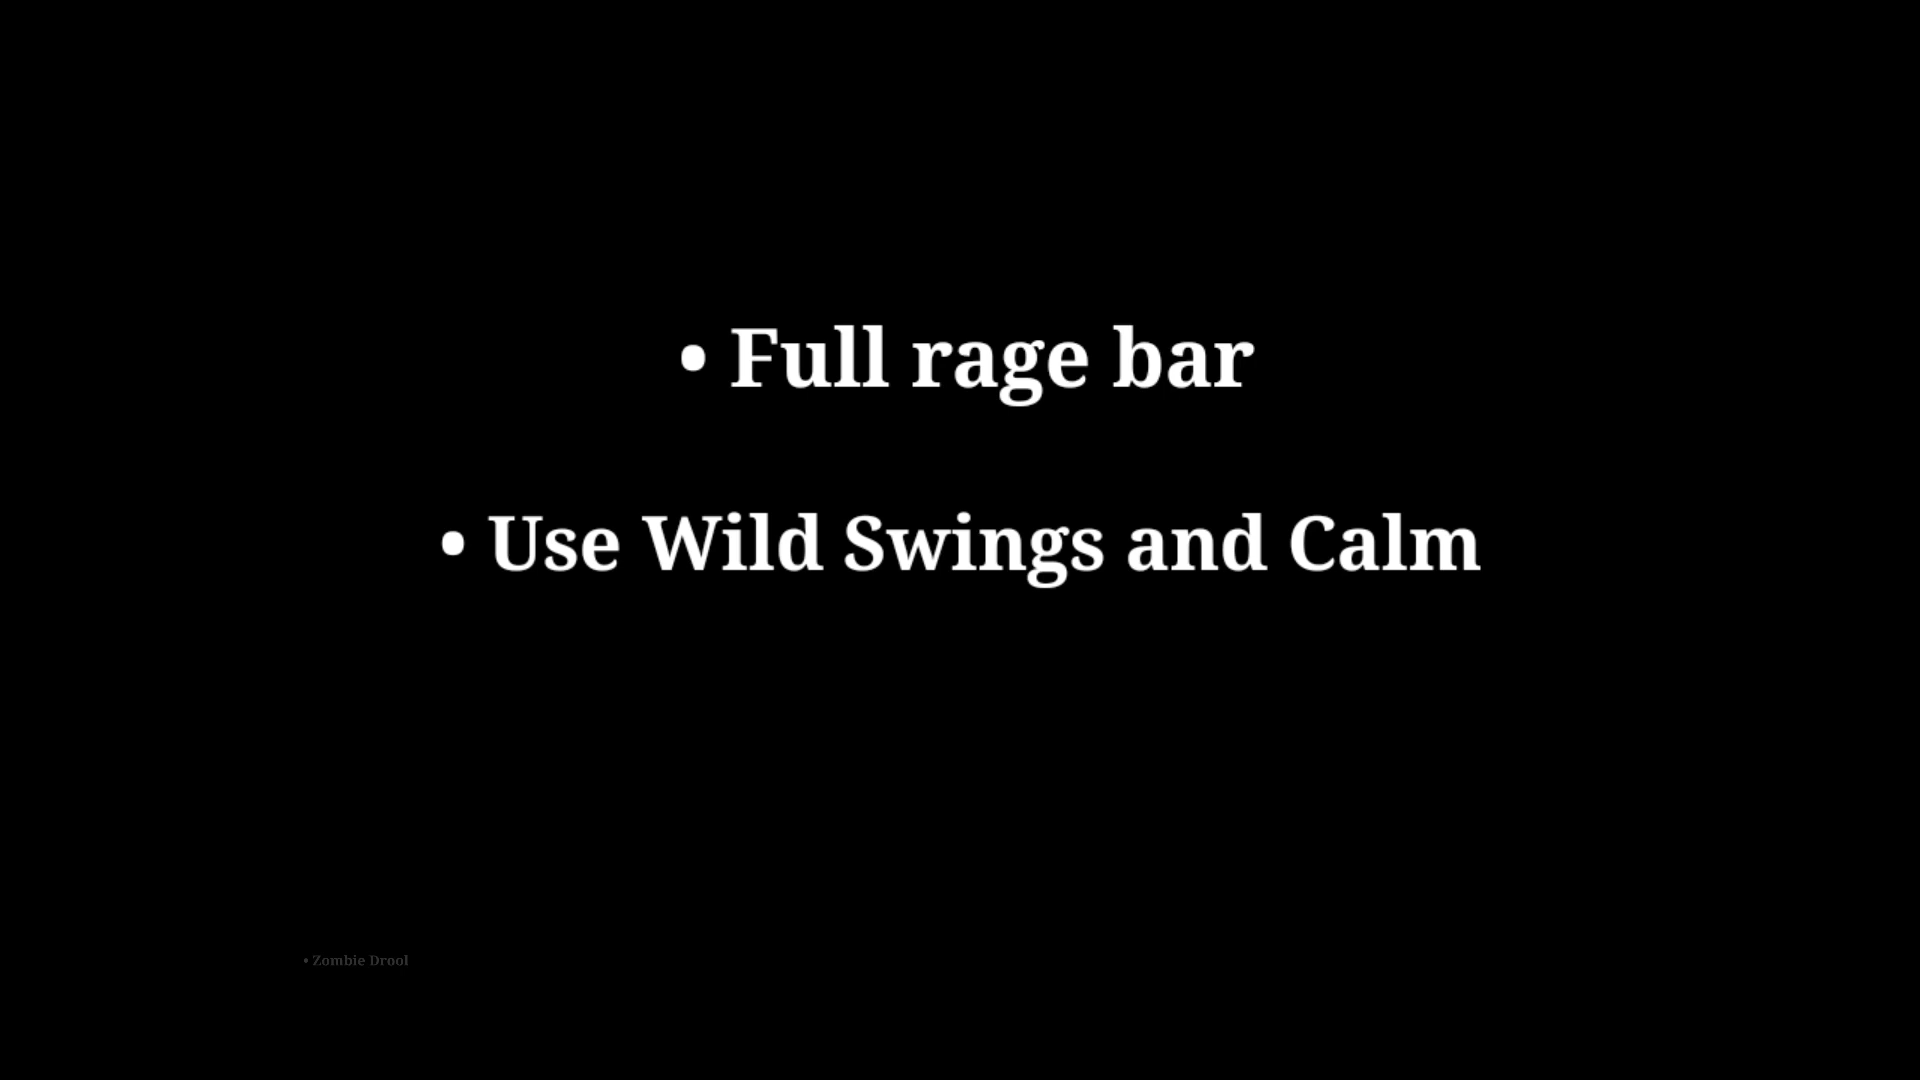 • Full rage bar
• Use Wild Swings and Calm
• Zombie Drool